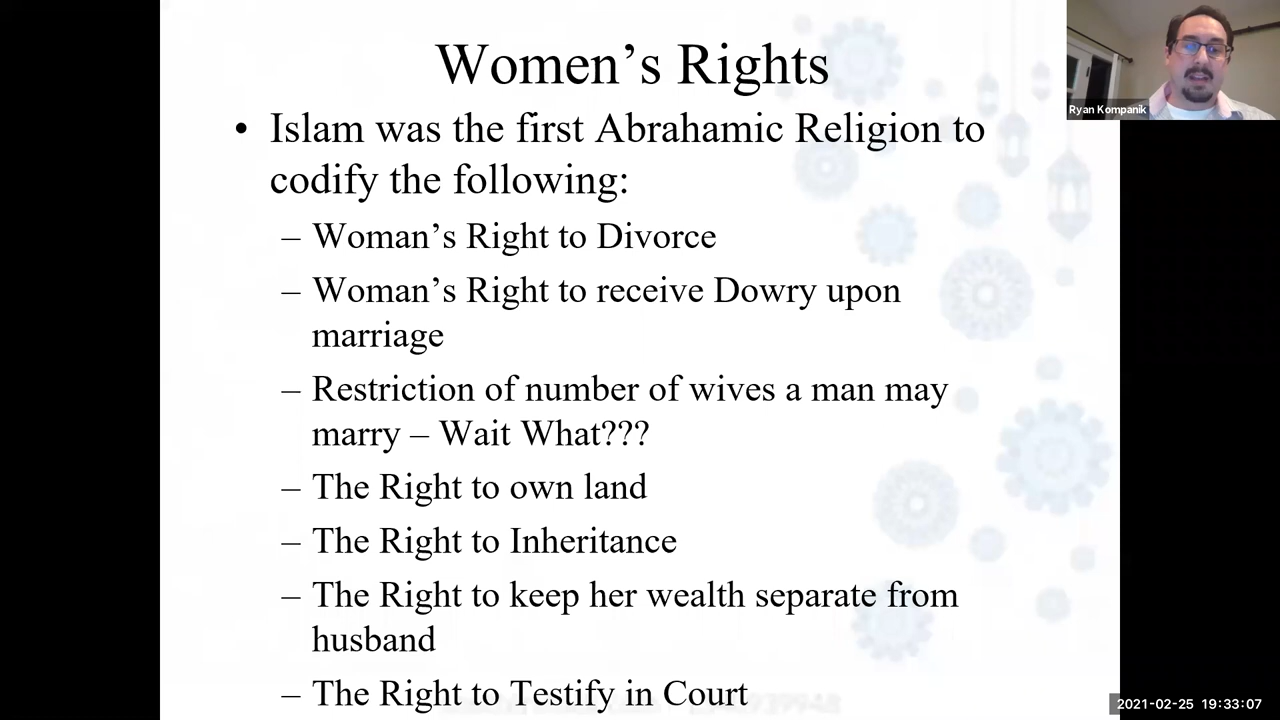 Women's Rights
• Islam was the first Abrahamic Religion to
codify the following:
– Woman's Right to Divorce
– Woman's Right to receive Dowry upon
marriage
– Restriction of number of wives a man may
marry – Wait What???
– The Right to own land
– The Right to Inheritance
– The Right to keep her wealth separate from
husband
– The Right to Testify in Court
Ryan Kompanik
2021-02-25 19:33:07